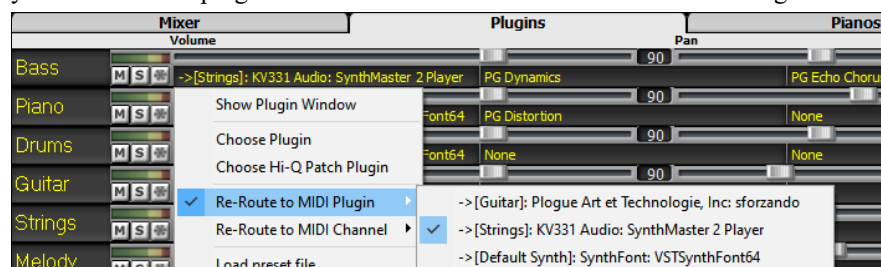 Mixer Plugins Pianos
Volume Pan
Bass 90
M S ->[Strings]: KV331 Audio: SynthMaster 2 Player PG Dynamics PG Echo Chorus
Piano Show Plugin Window 90
M S Font64 PG Distortion None
Drums Choose Plugin 90
M S Font64 None None
Choose Hi-Q Patch Plugin 90
Guitar
M S Re-Route to MIDI Plugin ->[Guitar]: Plogue Art et Technologie, Inc: sforzando
Strings M S Re-Route to MIDI Channel ->[Strings]: KV331 Audio: SynthMaster 2 Player
Melody M S Load preset file ->[Default Synth]: SynthFont: VSTSynthFont64